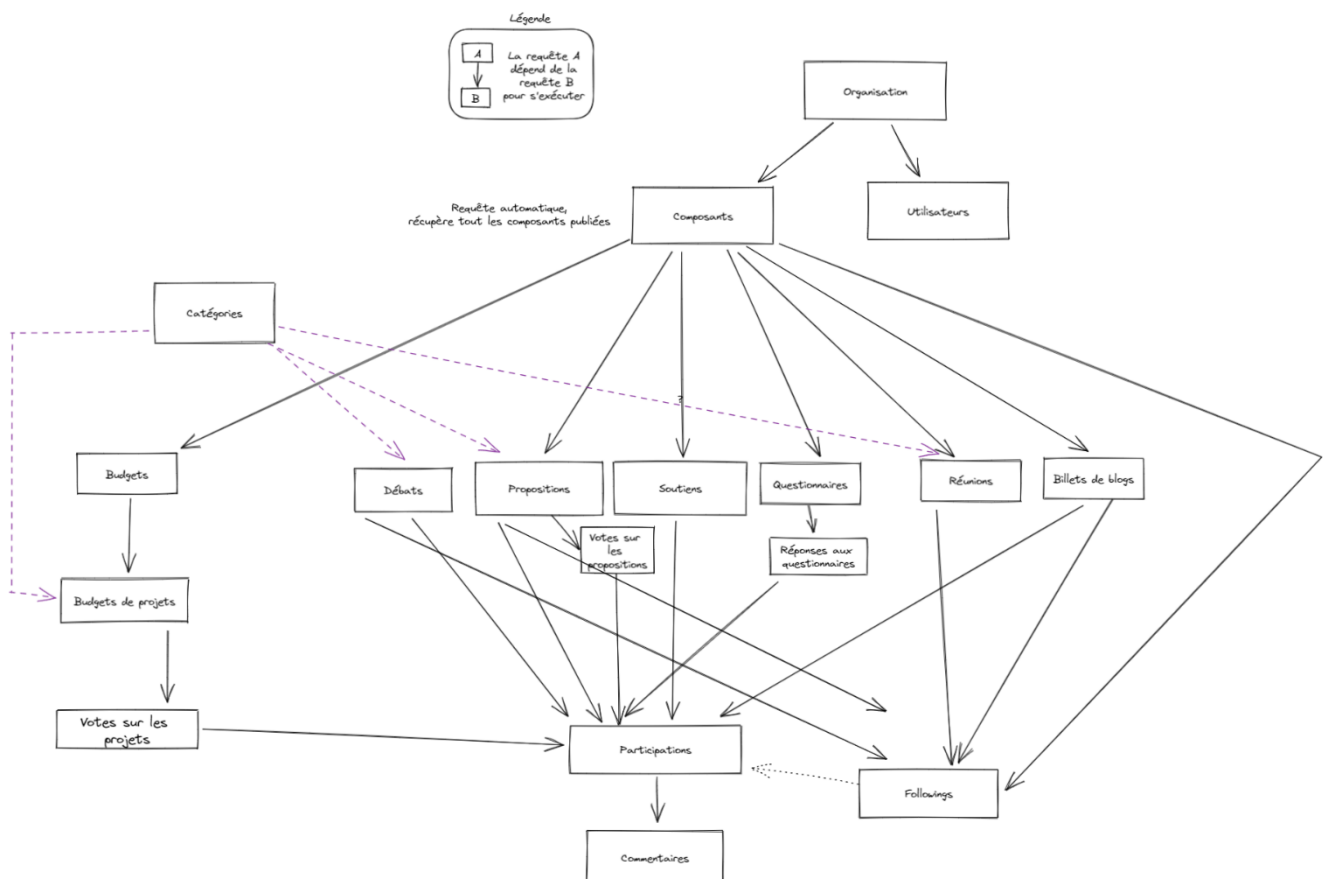 Légende
A
La requête A
dépend de la
requête B
pour s'exécuter
B
Organisation
Requête automatique,
récupère tout les composants publiées
Composants
Utilisateurs
Catégories
?
Budgets
Débats
Propositions
Soutiens
Questionnaires
Réunions
Billets de blogs
Votes sur
les
propositions
Réponses aux
questionnaires
Budgets de projets
Votes sur les
projets
Participations
Followings
Commentaires